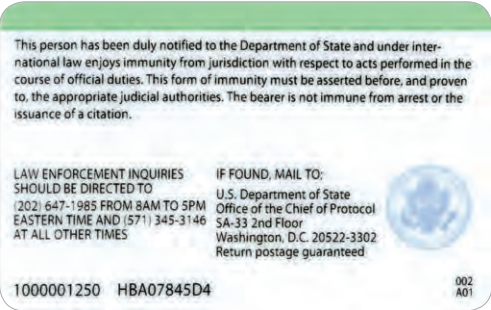 This person has been duly notified to the Department of State and under inter-
national law enjoys immunity from jurisdiction with respect to acts performed in the
course of official duties. This form of immunity must be asserted before, and proven
to, the appropriate judicial authorities. The bearer is not immune from arrest or the
issuance of a citation.
LAW ENFORCEMENT INQUIRIES
SHOULD BE DIRECTED TO
(202) 647-1985 FROM 8AM TO 5PM
EASTERN TIME AND (571) 345-3146
AT ALL OTHER TIMES
IF FOUND, MAIL TO:
U.S. Department of State
Office of the Chief of Protocol
SA-33 2nd Floor
Washington, D.C. 20522-3302
Return postage guaranteed
1000001250 HBA07845D4
002
A01